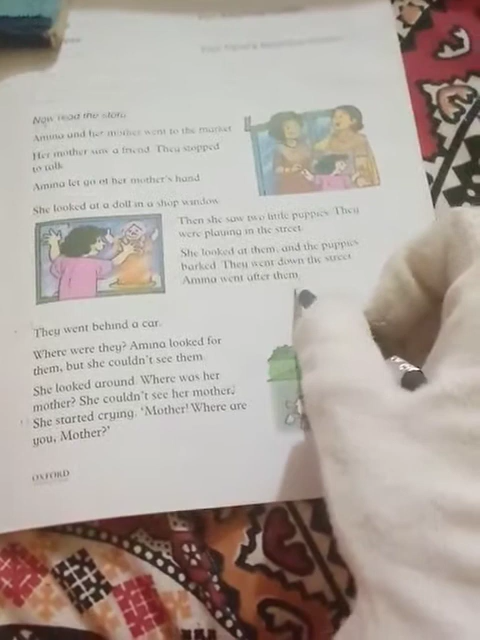 Now read the story.
Amina and her mother went to the market.
Her mother saw a friend. They stopped
to talk.
Amina let go of her mother's hand.
She looked at a doll in a shop window.
Then she saw two little puppies. They
were playing in the street.
She looked at them, and the puppies
barked. They went down the street.
Amina went after them.
They went behind a car.
Where were they? Amina looked for
them, but she couldn't see them.
She looked around. Where was her
mother? She couldn't see her mother.
She started crying. 'Mother! Where are
you, Mother?'
OXFORD